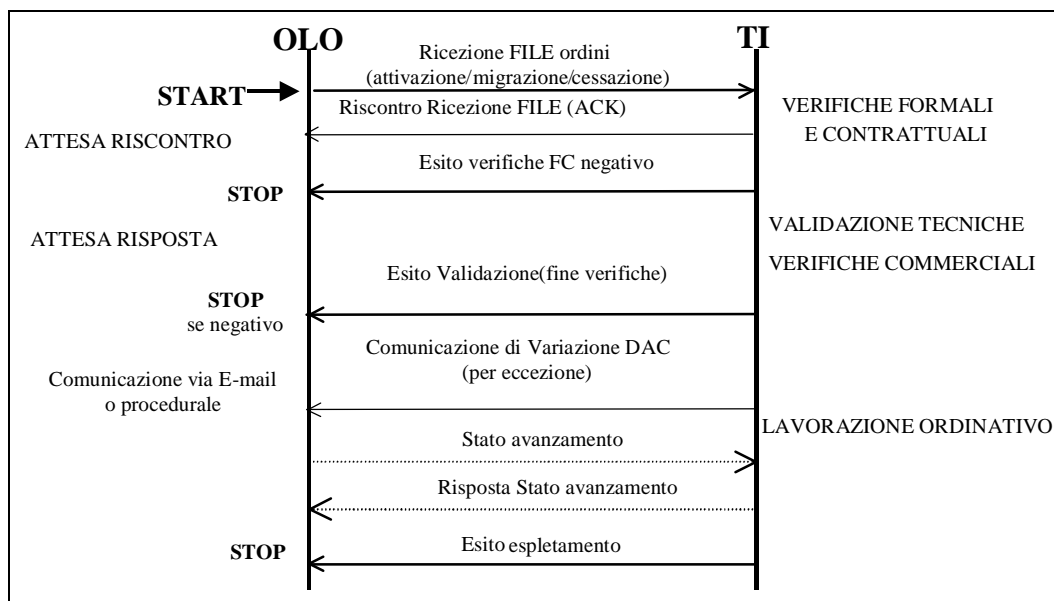 OLO
TI
Ricezione FILE ordini
(attivazione/migrazione/cessazione)
START
Riscontro Ricezione FILE (ACK)
VERIFICHE FORMALI
E CONTRATTUALI
ATTESA RISCONTRO
Esito verifiche FC negativo
STOP
VALIDAZIONE TECNICHE
ATTESA RISPOSTA
VERIFICHE COMMERCIALI
Esito Validazione(fine verifiche)
STOP
se negativo
Comunicazione di Variazione DAC
(per eccezione)
Comunicazione via E-mail
o procedurale
LAVORAZIONE ORDINATIVO
Stato avanzamento
Risposta Stato avanzamento
Esito espletamento
STOP